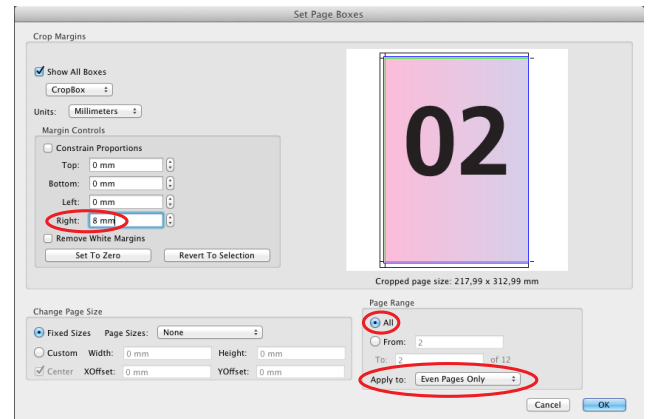 Set Page Boxes
Crop Margins
Show All Boxes
CropBox
Units: Millimeters
Margin Controls
Constrain Proportions
Top: 0 mm
Bottom: 0 mm
Left: 0 mm
Right: 8 mm
Remove White Margins
Set To Zero Revert To Selection
02
Cropped page size: 217,99 x 312,99 mm
Change Page Size
Fixed Sizes Page Sizes: None
Custom Width: 0 mm Height: 0 mm
Center XOffset: 0 mm YOffset: 0 mm
Page Range
All
From: 2
To: 2 of 12
Apply to: Even Pages Only
Cancel OK